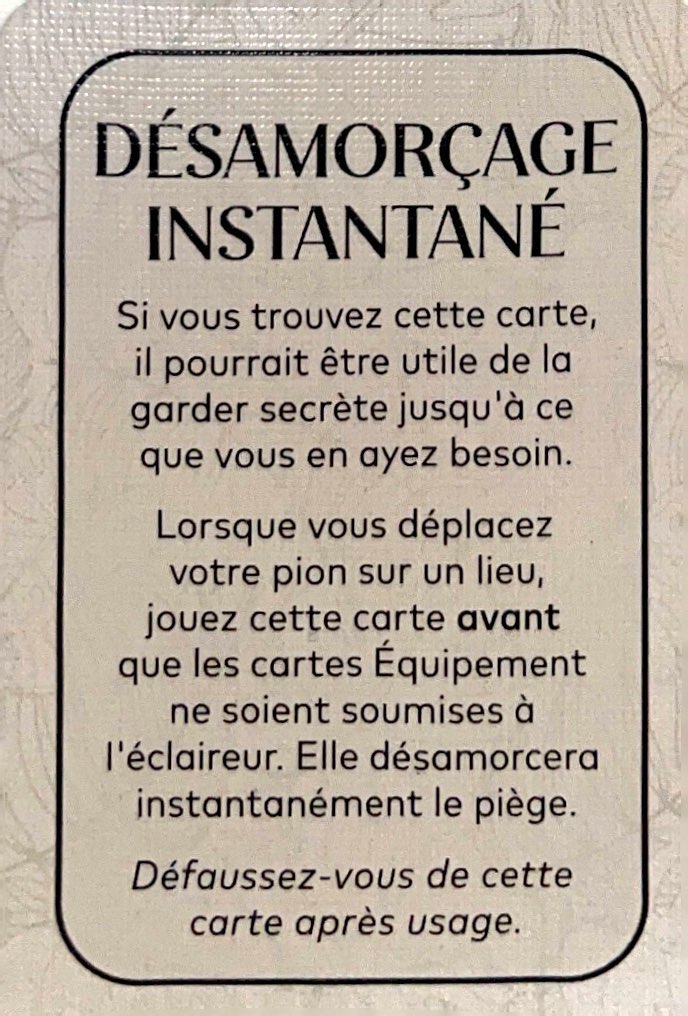 DÉSAMORÇAGE
INSTANTANÉ
Si vous trouvez cette carte,
il pourrait être utile de la
garder secrète jusqu'à ce
que vous en ayez besoin.
Lorsque vous déplacez
votre pion sur un lieu,
jouez cette carte avant
que les cartes Équipement
ne soient soumises à
l'éclaireur. Elle désamorcera
instantanément le piège.
Défaussez-vous de cette
carte après usage.